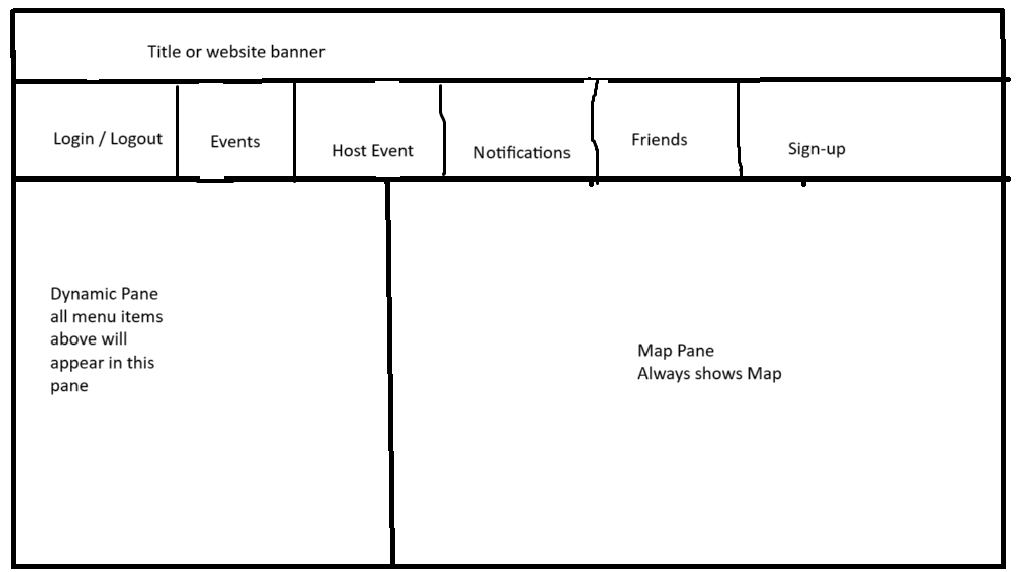 Title or website banner
Login / Logout
Events
Host Event
Notifications
Friends
Sign-up
Dynamic Pane
all menu items
above will
appear in this
pane
Map Pane
Always shows Map